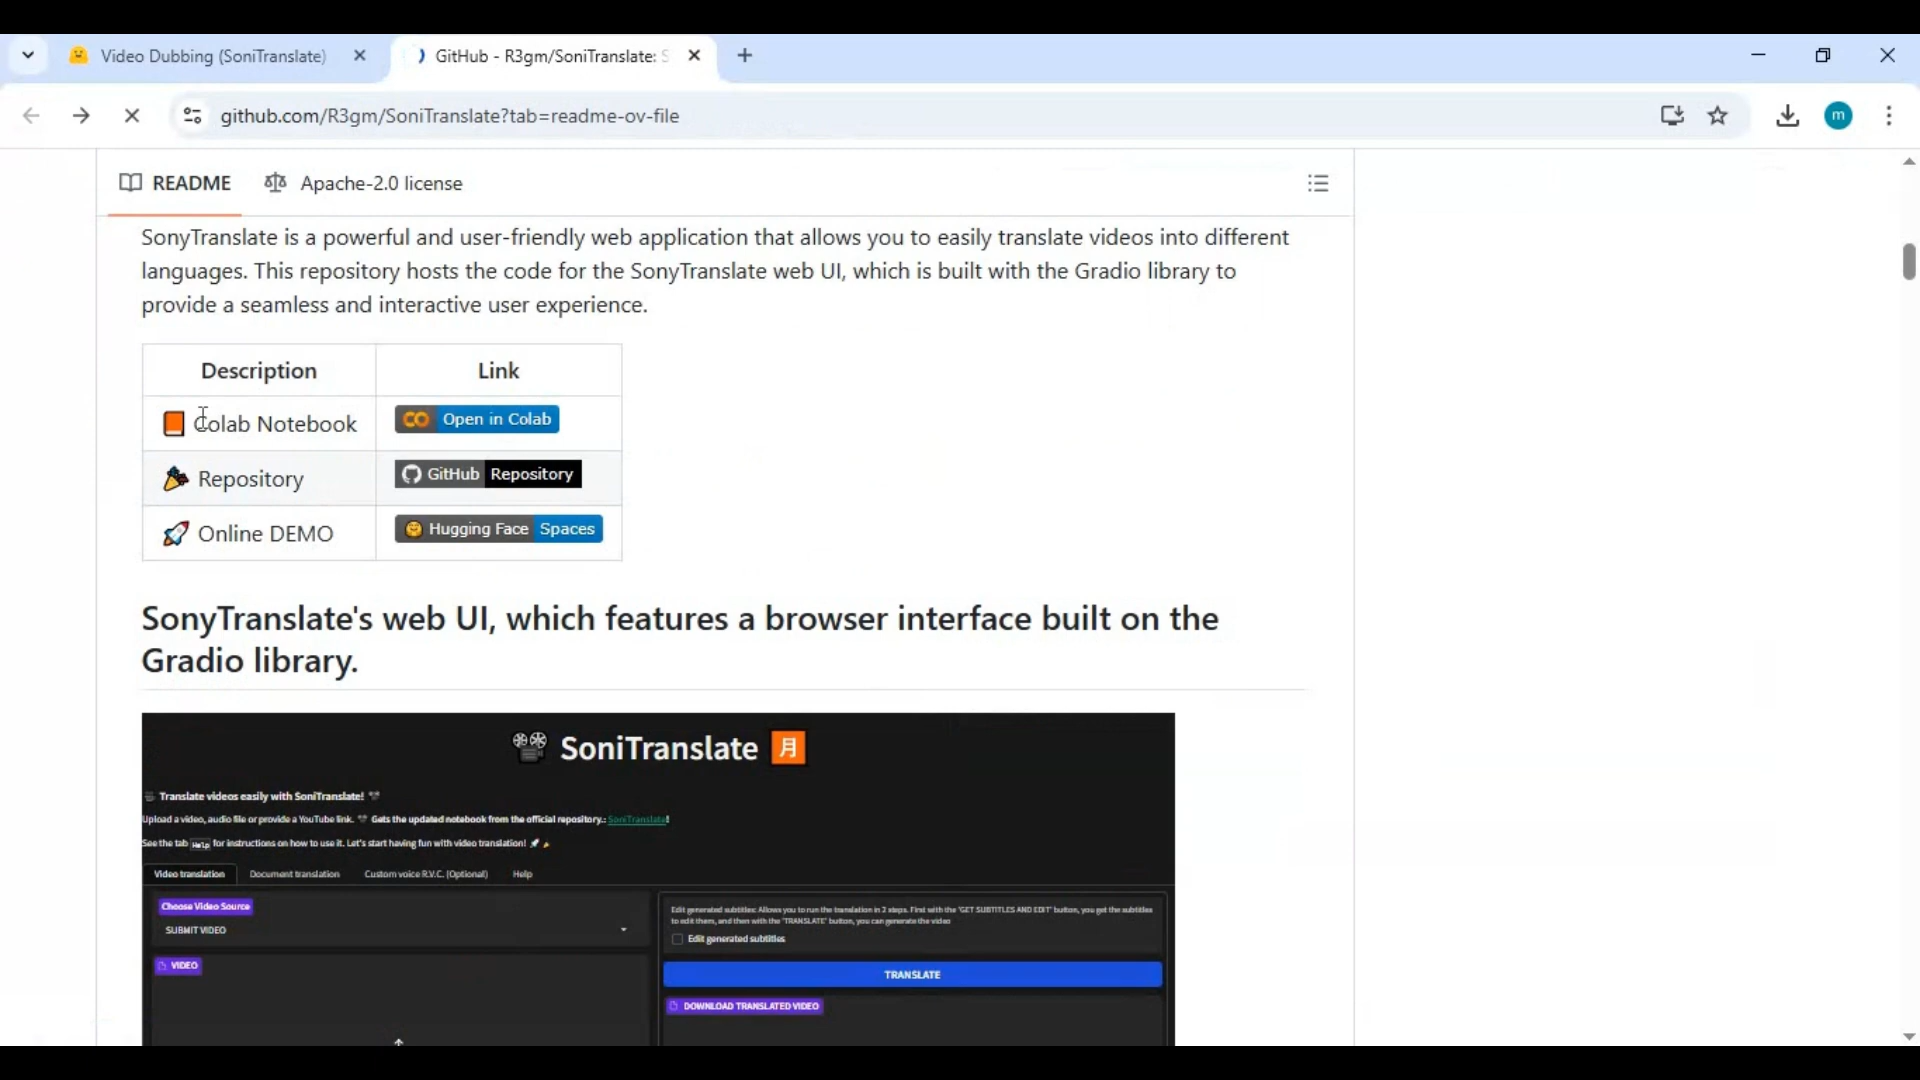 Video Dubbing (SoniTranslate)
GitHub - R3gm/SoniTranslate: S
github.com/R3gm/SoniTranslate?tab=readme-ov-file
m
README
Apache-2.0 license
SonyTranslate is a powerful and user-friendly web application that allows you to easily translate videos into different
languages. This repository hosts the code for the SonyTranslate web UI, which is built with the Gradio library to
provide a seamless and interactive user experience.
Description Link
Colab Notebook Open in Colab
Repository GitHub Repository
Online DEMO Hugging Face Spaces
SonyTranslate's web UI, which features a browser interface built on the
Gradio library.
SoniTranslate 月
Translate videos easily with SoniTranslate!
Upload a video, audio file or provide a YouTube link. Gets the updated notebook from the official repository.: SoniTranslate!
See the tab Help for instructions on how to use it. Let's start having fun with video translation!
Video translation Document translation Custom voice R.V.C. (Optional) Help
Choose Video Source
SUBMIT VIDEO
VIDEO
Edit generated subtitles: Allows you to run the translation in 2 steps. First with the 'GET SUBTITLES AND EDIT' button, you get the subtitles
to edit them, and then with the 'TRANSLATE' button, you can generate the video
Edit generated subtitles
TRANSLATE
DOWNLOAD TRANSLATED VIDEO